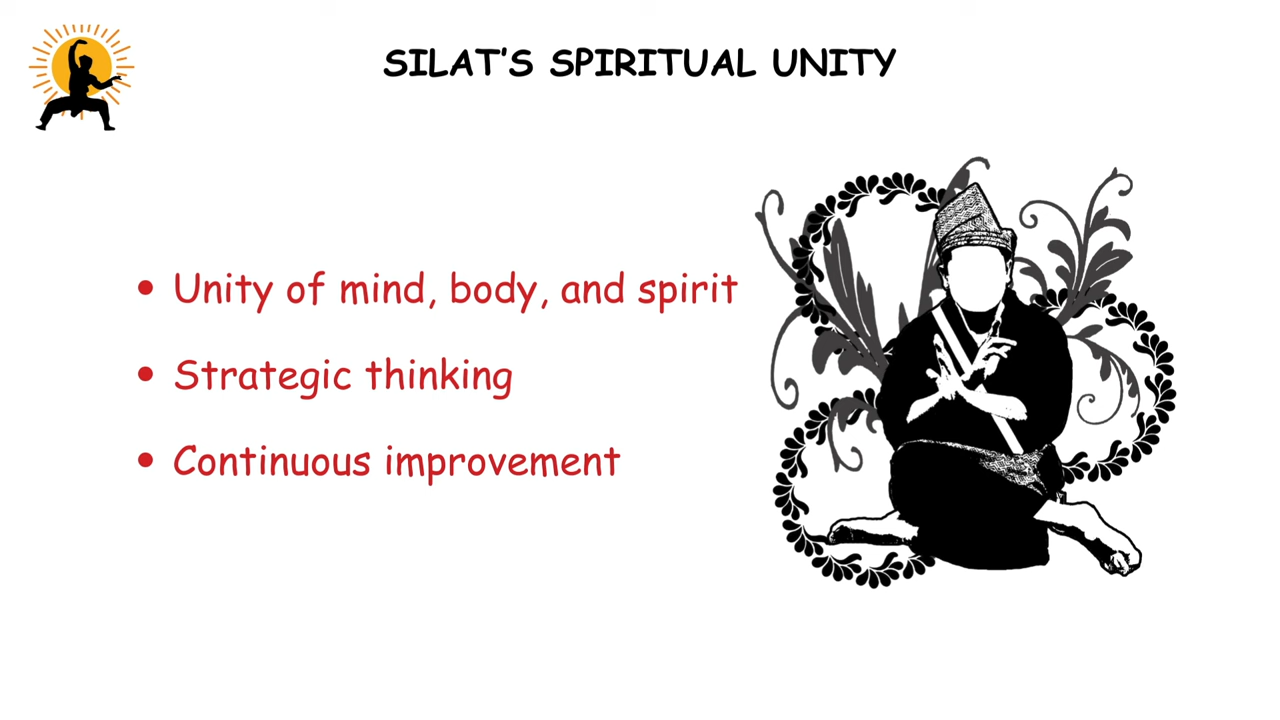 SILAT'S SPIRITUAL UNITY
• Unity of mind, body, and spirit
• Strategic thinking
• Continuous improvement